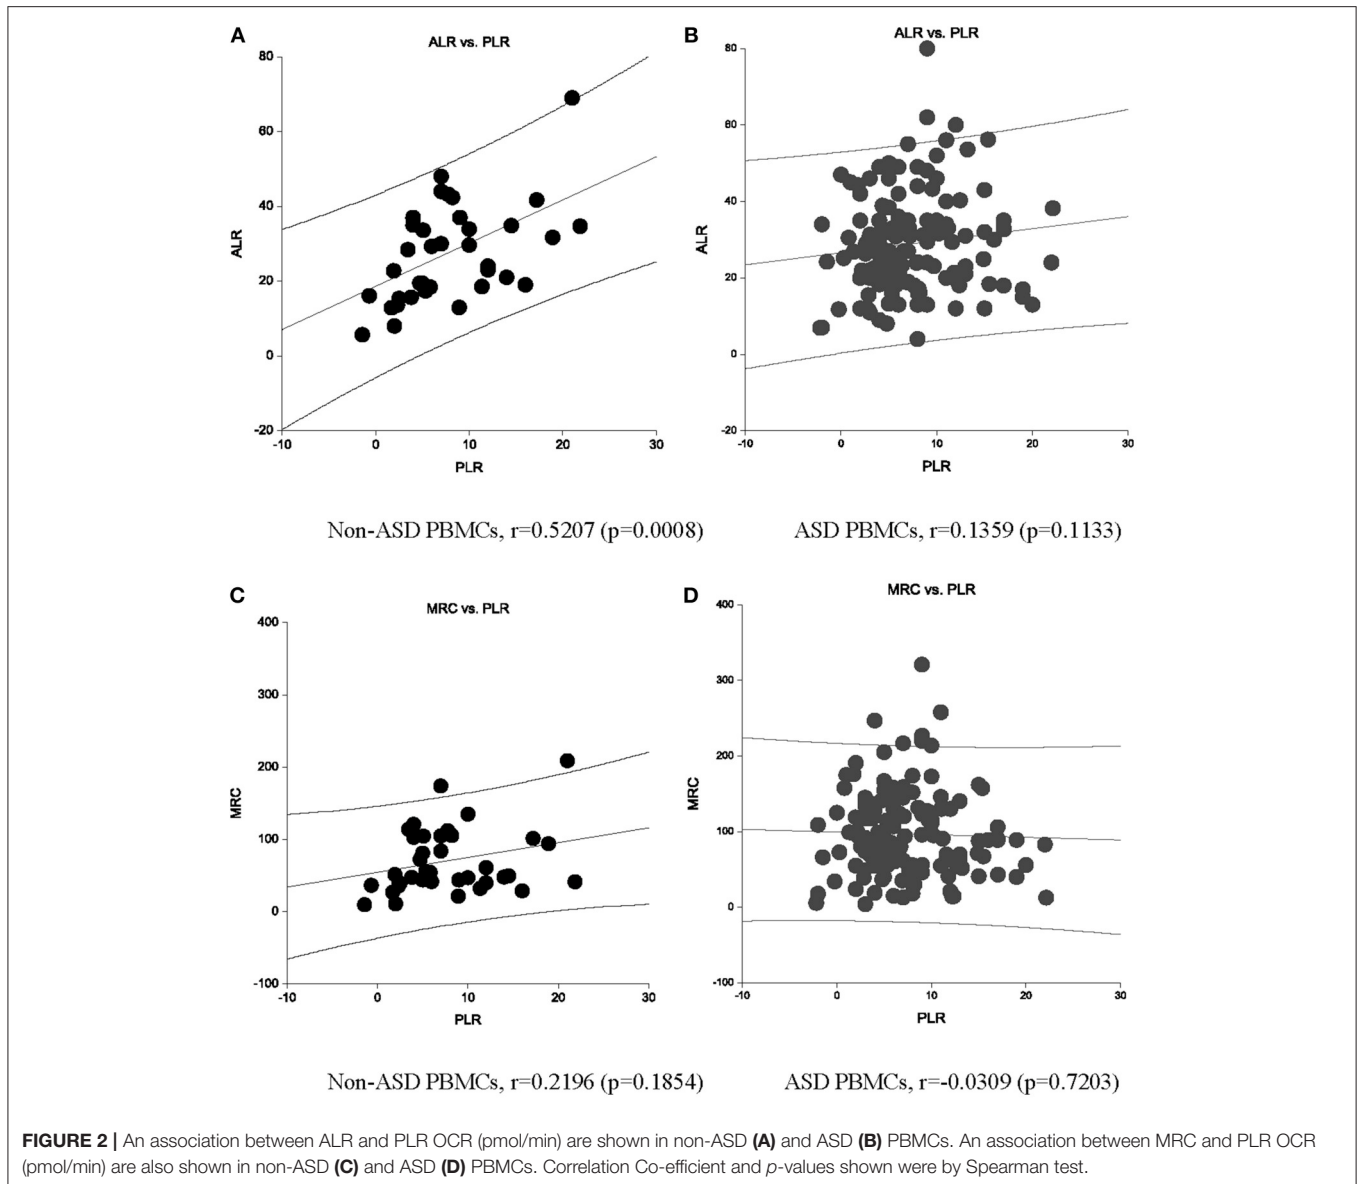 A
ALR vs. PLR
80
60
40
20
0
-20
ALR
-10 0 10 20 30
PLR
Non-ASD PBMCs, r=0.5207 (p=0.0008)
B
ALR vs. PLR
80
60
40
20
0
-20
ALR
-10 0 10 20 30
PLR
ASD PBMCs, r=0.1359 (p=0.1133)
C
MRC vs. PLR
400
300
200
100
0
-100
MRC
-10 0 10 20 30
PLR
Non-ASD PBMCs, r=0.2196 (p=0.1854)
D
MRC vs. PLR
400
300
200
100
0
-100
MRC
-10 0 10 20 30
PLR
ASD PBMCs, r=-0.0309 (p=0.7203)
FIGURE 2 | An association between ALR and PLR OCR (pmol/min) are shown in non-ASD (A) and ASD (B) PBMCs. An association between MRC and PLR OCR
(pmol/min) are also shown in non-ASD (C) and ASD (D) PBMCs. Correlation Co-efficient and p-values shown were by Spearman test.